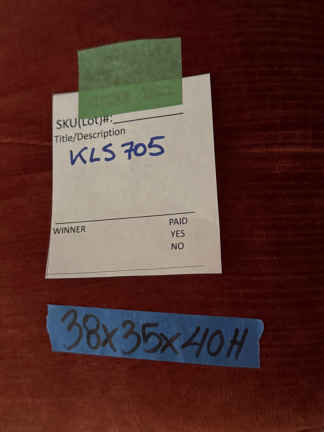 SKU(Lot)#:
Title/Description
KLS 705
WINNER
PAID
YES
NO
38x35x40H